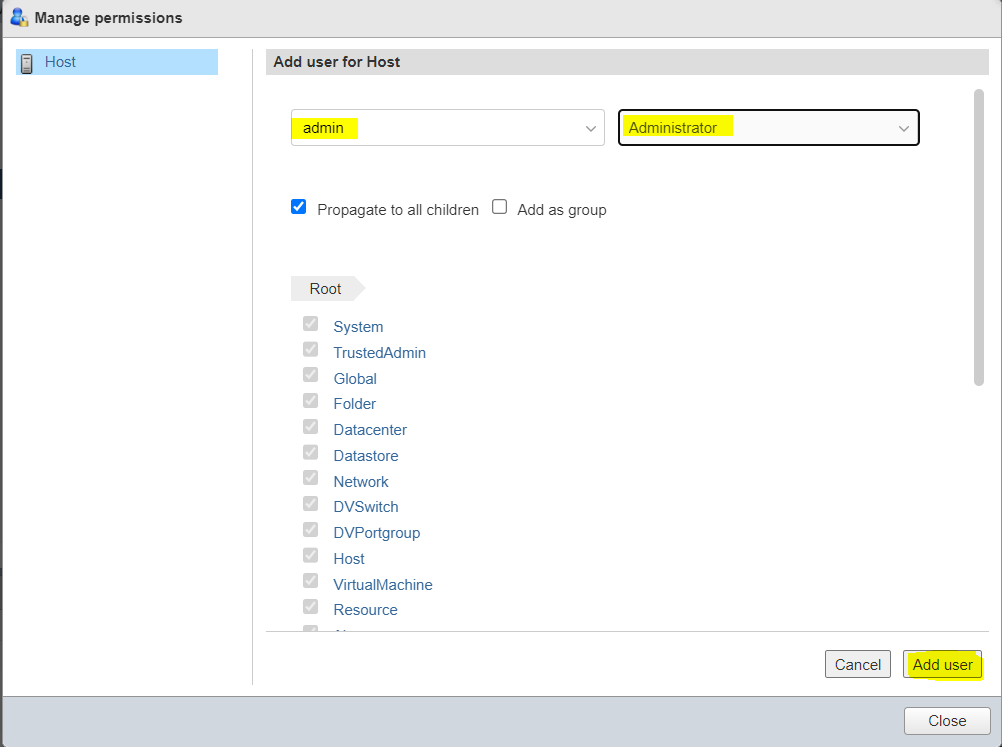 Manage permissions
Host
Add user for Host
admin
Administrator
Propagate to all children
Add as group
Root
System
TrustedAdmin
Global
Folder
Datacenter
Datastore
Network
DVSwitch
DVPortgroup
Host
VirtualMachine
Resource
Cancel
Add user
Close